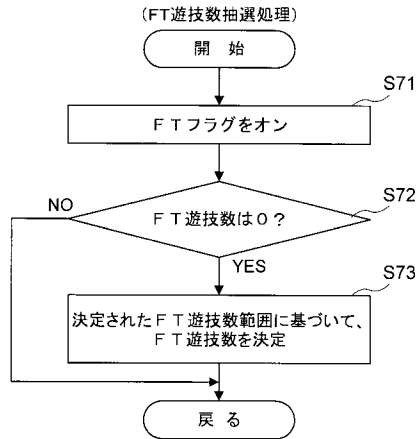 (FT遊技数抽選処理)
開 始
S71
ＦＴフラグをオン
S72
ＦＴ遊技数は０？
NO
YES
S73
決定されたＦＴ遊技数範囲に基づいて、
ＦＴ遊技数を決定
戻 る